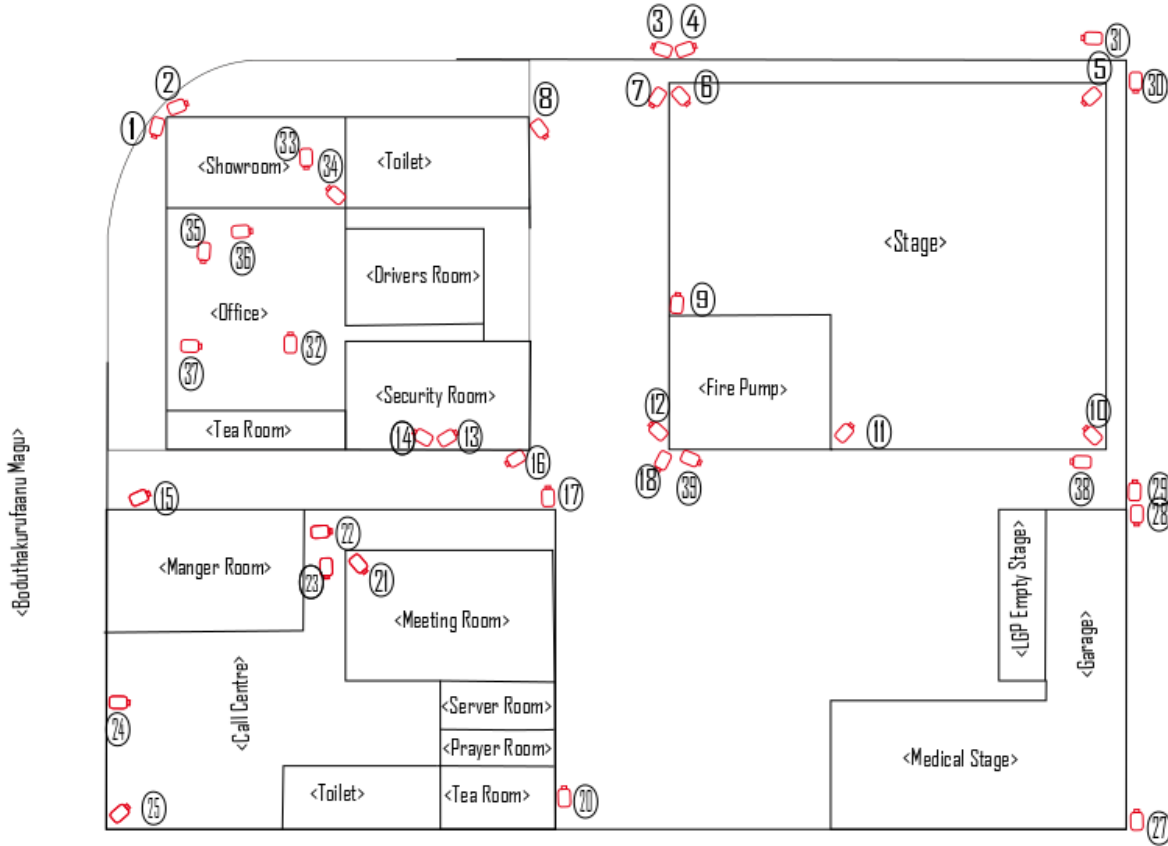 3 4
31
2
5
30
7
6
8
1
33
<Showroom>
<Toilet>
34
35
36
<Drivers Room>
<Stage>
9
<Office>
37
32
<Security Room>
<Fire Pump>
12
10
<Tea Room>
14
13
11
16
18
39
38
15
17
29
28
<Boduthakurufaanu Magu>
22
<Manger Room>
23
21
<Meeting Room>
<LGP Empty Stage>
<Garage>
<Call Centre>
24
<Server Room>
<Prayer Room>
<Medical Stage>
<Toilet>
<Tea Room>
25
20
27